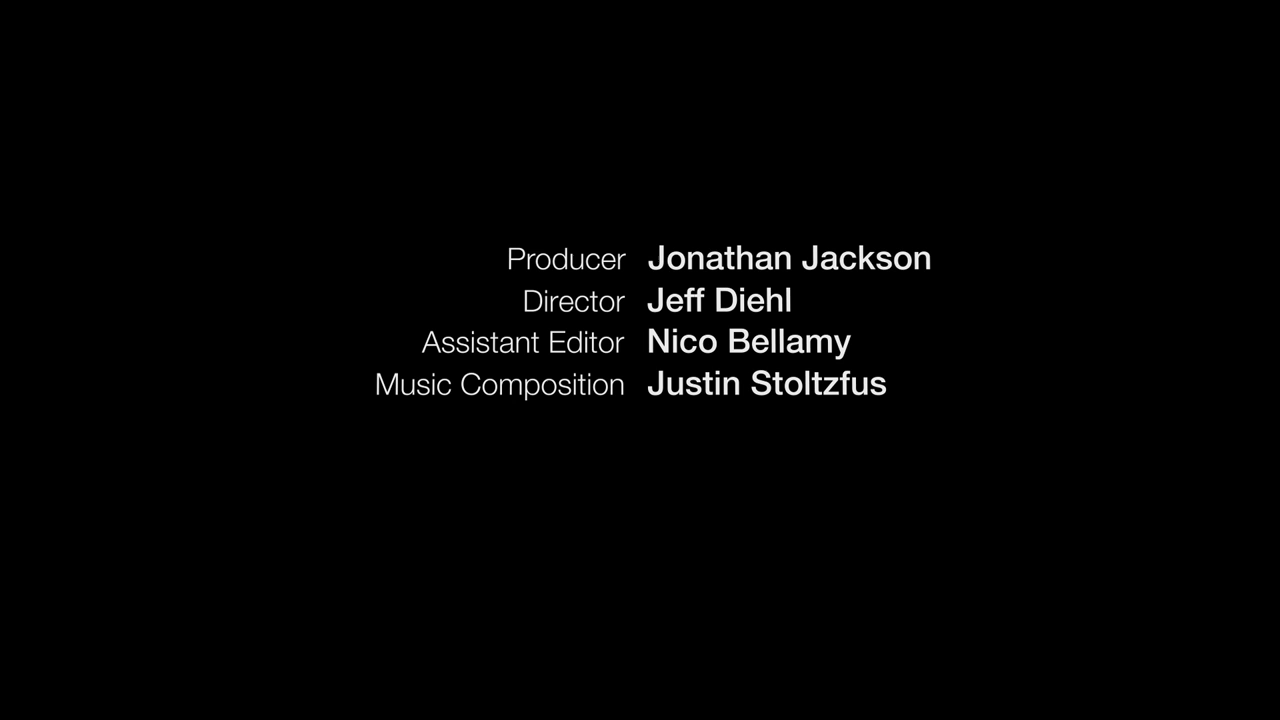 Producer Jonathan Jackson
Director Jeff Diehl
Assistant Editor Nico Bellamy
Music Composition Justin Stoltzfus